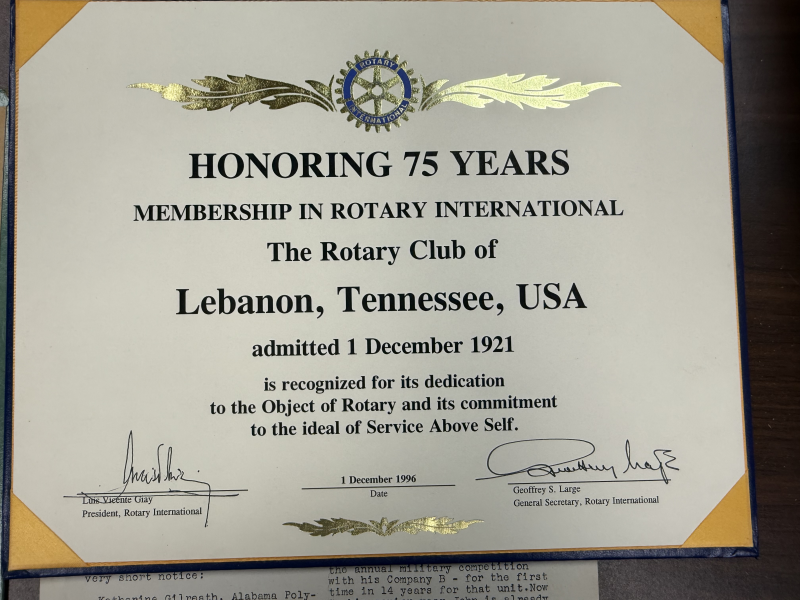 ROTARY
INTERNATIONAL
HONORING 75 YEARS
MEMBERSHIP IN ROTARY INTERNATIONAL
The Rotary Club of
Lebanon, Tennessee, USA
admitted 1 December 1921
is recognized for its dedication
to the Object of Rotary and its commitment
to the ideal of Service Above Self.
Luis Vicente Giay
President, Rotary International
1 December 1996
Date
Geoffrey S. Large
General Secretary, Rotary International
very short notice:
Katherine Gilreath, Alabama Poly-
the annual military competition
with his Company B - for the first
time in 14 years for that unit.Now
John is already